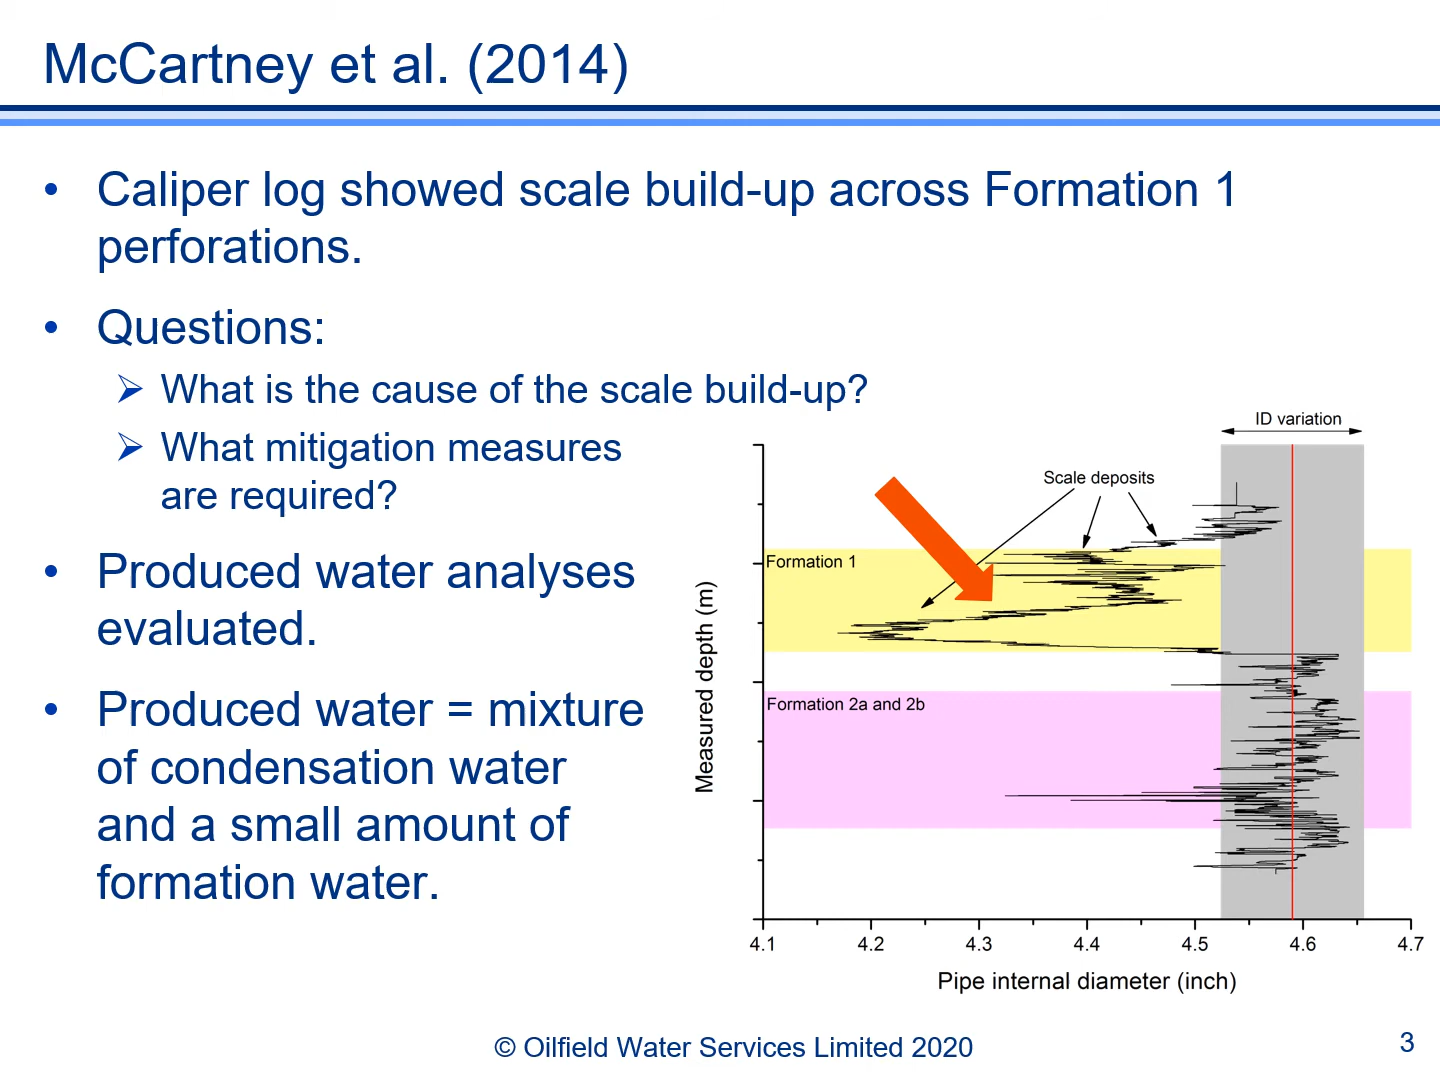 McCartney et al. (2014)
• Caliper log showed scale build-up across Formation 1
perforations.
• Questions:
➢ What is the cause of the scale build-up?
➢ What mitigation measures
are required?
• Produced water analyses
evaluated.
• Produced water = mixture
of condensation water
and a small amount of
formation water.
ID variation
Scale deposits
Formation 1
Formation 2a and 2b
Measured depth (m)
4.1 4.2 4.3 4.4 4.5 4.6 4.7
Pipe internal diameter (inch)
© Oilfield Water Services Limited 2020
3